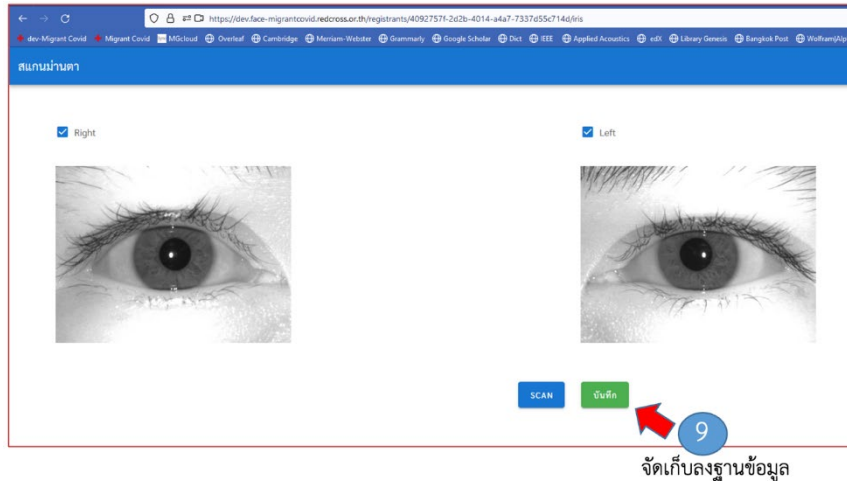 https://dev.face-migrantcovid.redcross.or.th/registrants/4092757f-2d2b-4014-a4a7-7337d55c714d/iris
dev-Migrant Covid Migrant Covid MGcloud Overleaf Cambridge Merriam-Webster Grammarly Google Scholar Dict IEEE Applied Acoustics edX Library Genesis Bangkok Post Wolfram|Alp
สแกนม่านตา
Right Left
SCAN บันทึก
9
จัดเก็บลงฐานข้อมูล